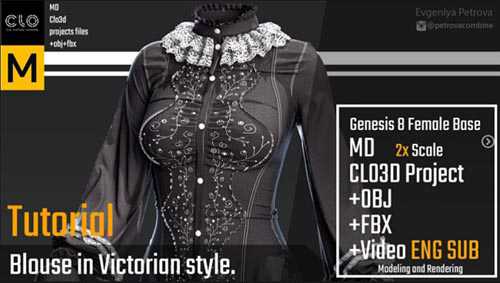 CLO
MD
Clo3d
projects files
+obj+fbx
M
Evgeniya Petrova
@petrovacombine
Genesis 8 Female Base
MD 2x Scale
CLO3D Project
+OBJ
+FBX
+Video ENG SUB
Modeling and Rendering
Tutorial
Blouse in Victorian style.